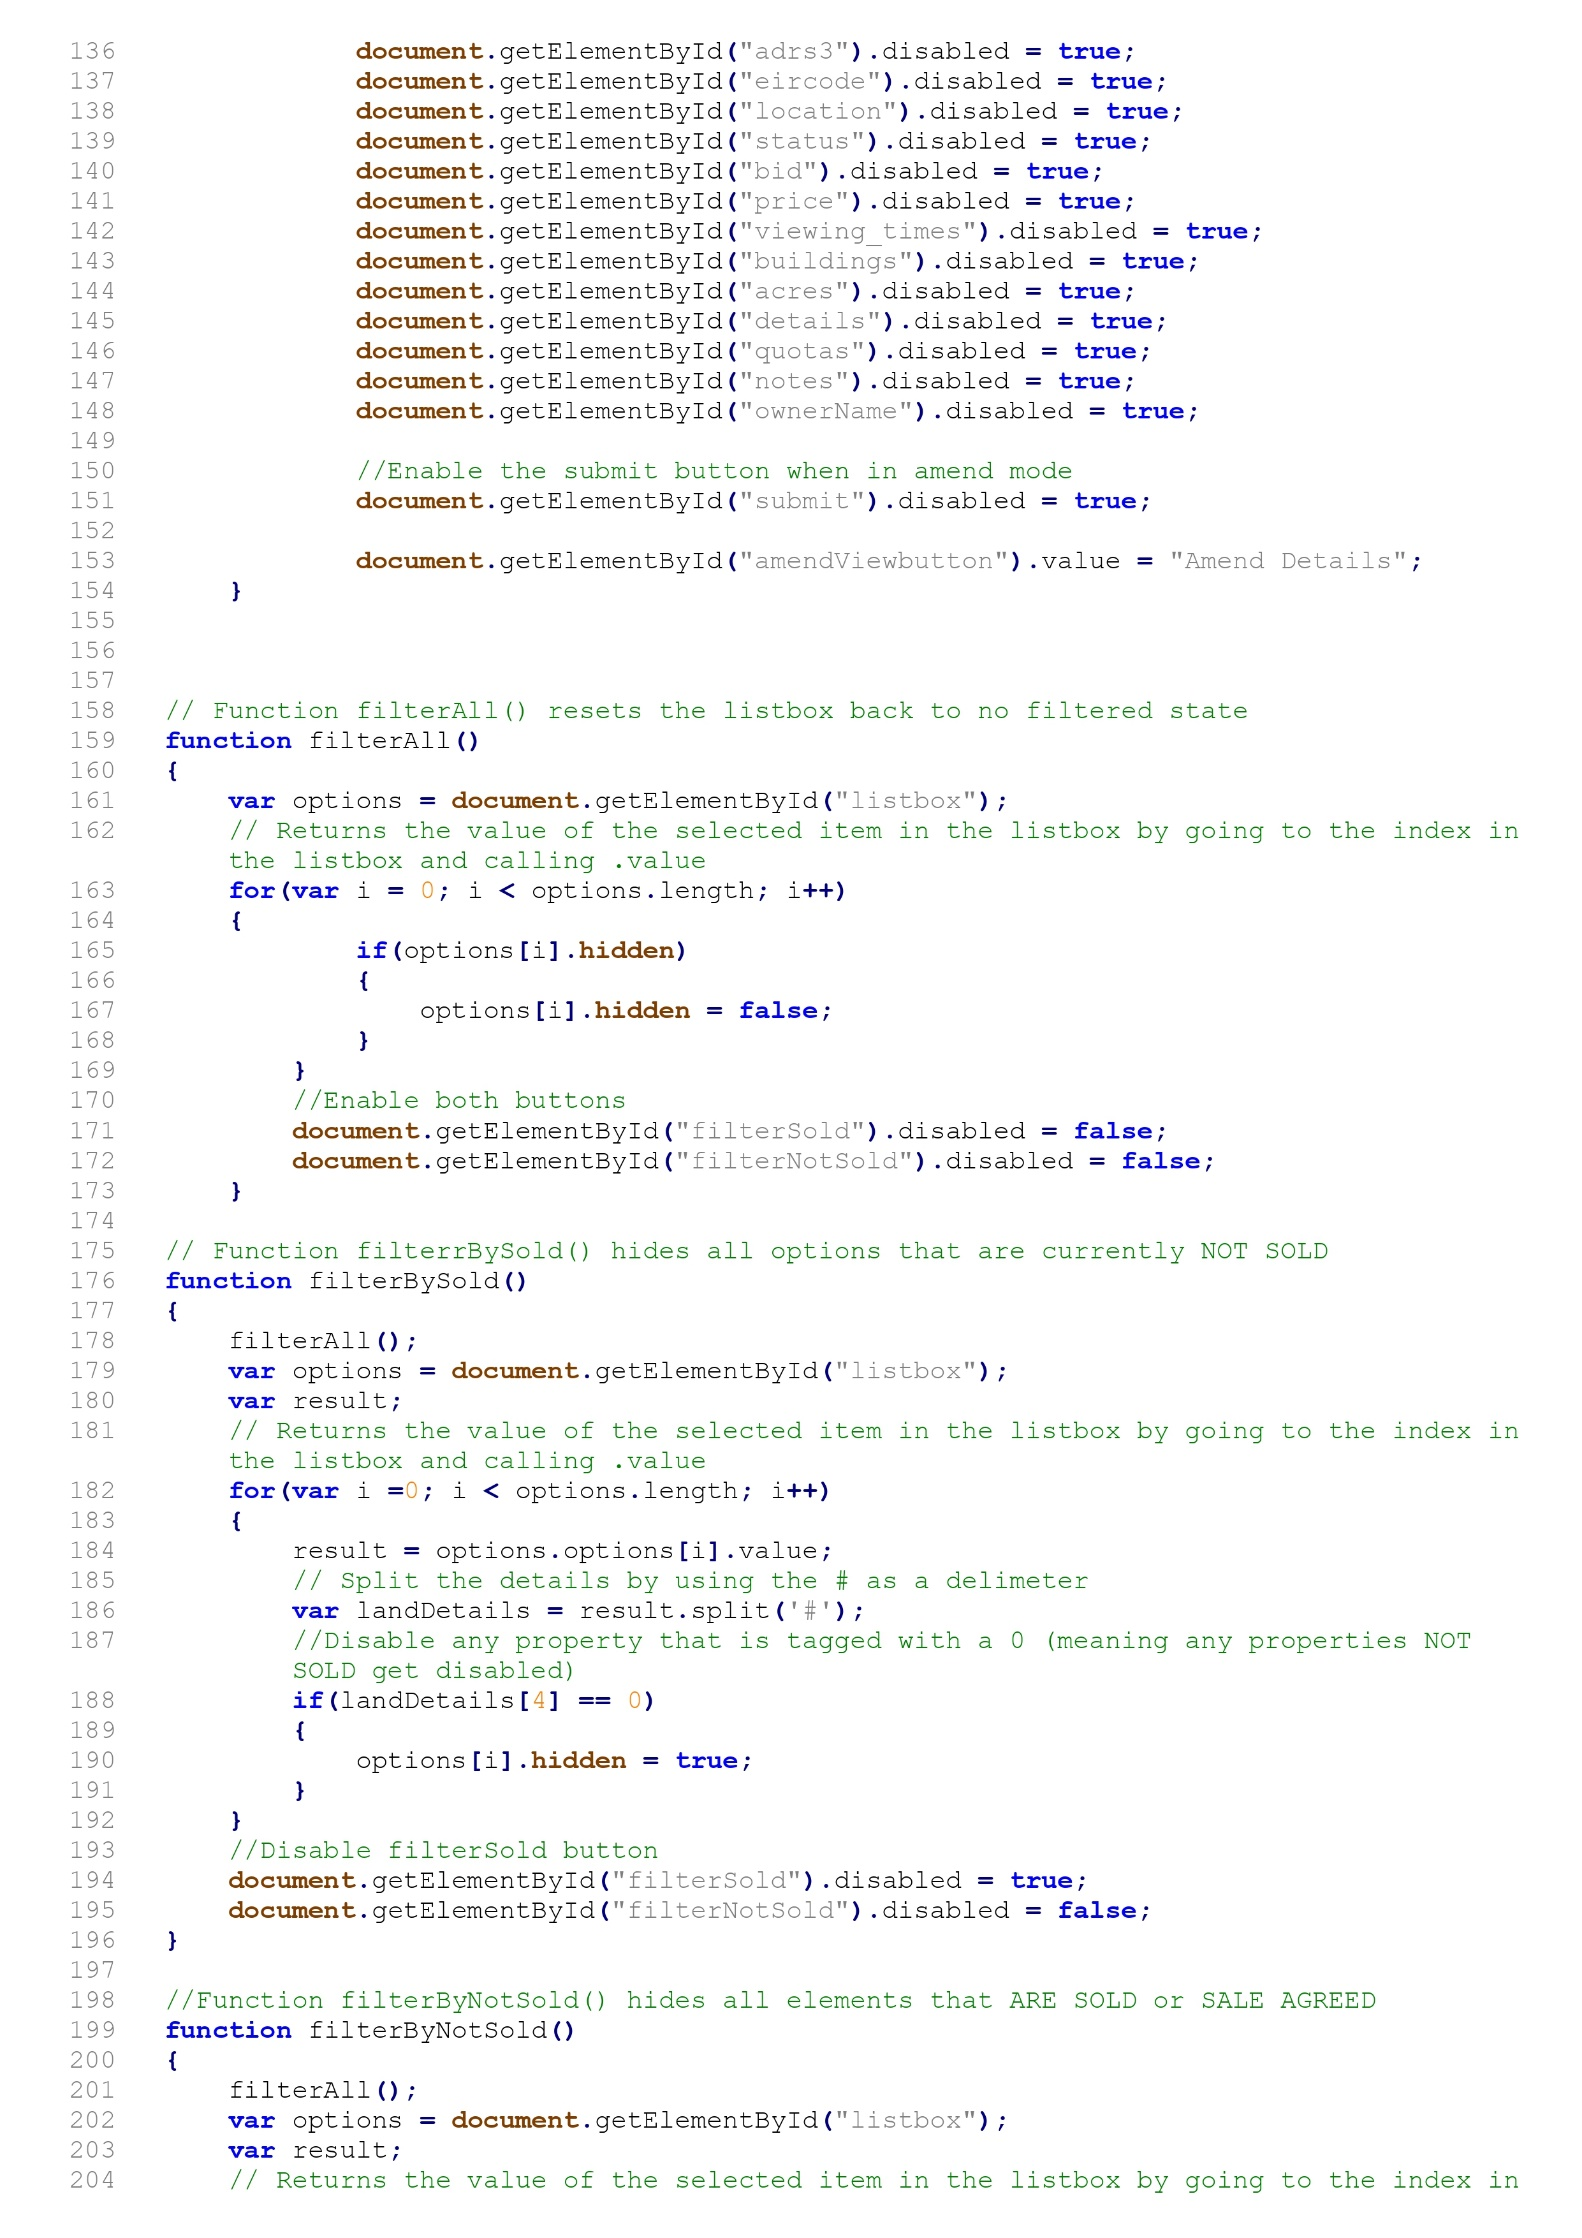 136 document.getElementById("adrs3").disabled = true;
137 document.getElementById("eircode").disabled = true;
138 document.getElementById("location").disabled = true;
139 document.getElementById("status").disabled = true;
140 document.getElementById("bid").disabled = true;
141 document.getElementById("price").disabled = true;
142 document.getElementById("viewing_times").disabled = true;
143 document.getElementById("buildings").disabled = true;
144 document.getElementById("acres").disabled = true;
145 document.getElementById("details").disabled = true;
146 document.getElementById("quotas").disabled = true;
147 document.getElementById("notes").disabled = true;
148 document.getElementById("ownerName").disabled = true;
149
150 //Enable the submit button when in amend mode
151 document.getElementById("submit").disabled = true;
152
153 document.getElementById("amendViewbutton").value = "Amend Details";
154 }
155
156
157
158 // Function filterAll() resets the listbox back to no filtered state
159 function filterAll()
160 {
161 var options = document.getElementById("listbox");
162 // Returns the value of the selected item in the listbox by going to the index in
the listbox and calling .value
163 for(var i = 0; i < options.length; i++)
164 {
165 if(options[i].hidden)
166 {
167 options[i].hidden = false;
168 }
169 }
170 //Enable both buttons
171 document.getElementById("filterSold").disabled = false;
172 document.getElementById("filterNotSold").disabled = false;
173 }
174
175 // Function filterrBySold() hides all options that are currently NOT SOLD
176 function filterBySold()
177 {
178 filterAll();
179 var options = document.getElementById("listbox");
180 var result;
181 // Returns the value of the selected item in the listbox by going to the index in
the listbox and calling .value
182 for(var i =0; i < options.length; i++)
183 {
184 result = options.options[i].value;
185 // Split the details by using the # as a delimeter
186 var landDetails = result.split('#');
187 //Disable any property that is tagged with a 0 (meaning any properties NOT
SOLD get disabled)
188 if(landDetails[4] == 0)
189 {
190 options[i].hidden = true;
191 }
192 }
193 //Disable filterSold button
194 document.getElementById("filterSold").disabled = true;
195 document.getElementById("filterNotSold").disabled = false;
196 }
197
198 //Function filterByNotSold() hides all elements that ARE SOLD or SALE AGREED
199 function filterByNotSold()
200 {
201 filterAll();
202 var options = document.getElementById("listbox");
203 var result;
204 // Returns the value of the selected item in the listbox by going to the index in